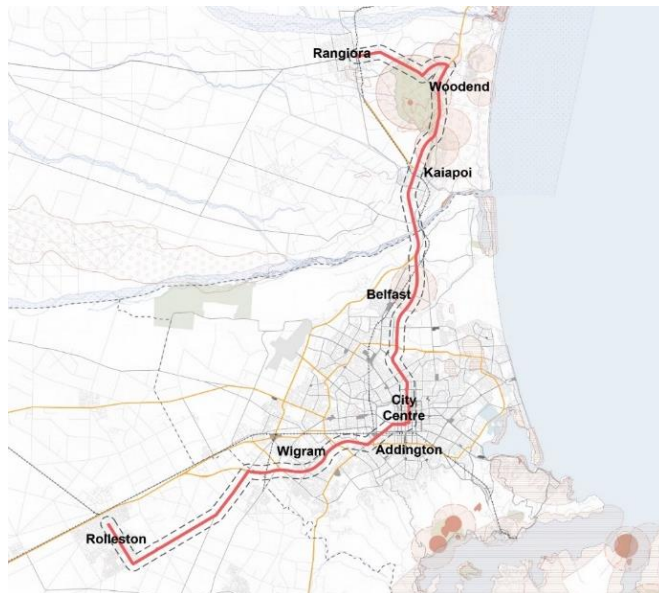 Rangiora
Woodend
Kaiapoi
Belfast
City
Centre
Wigram
Addington
Rolleston